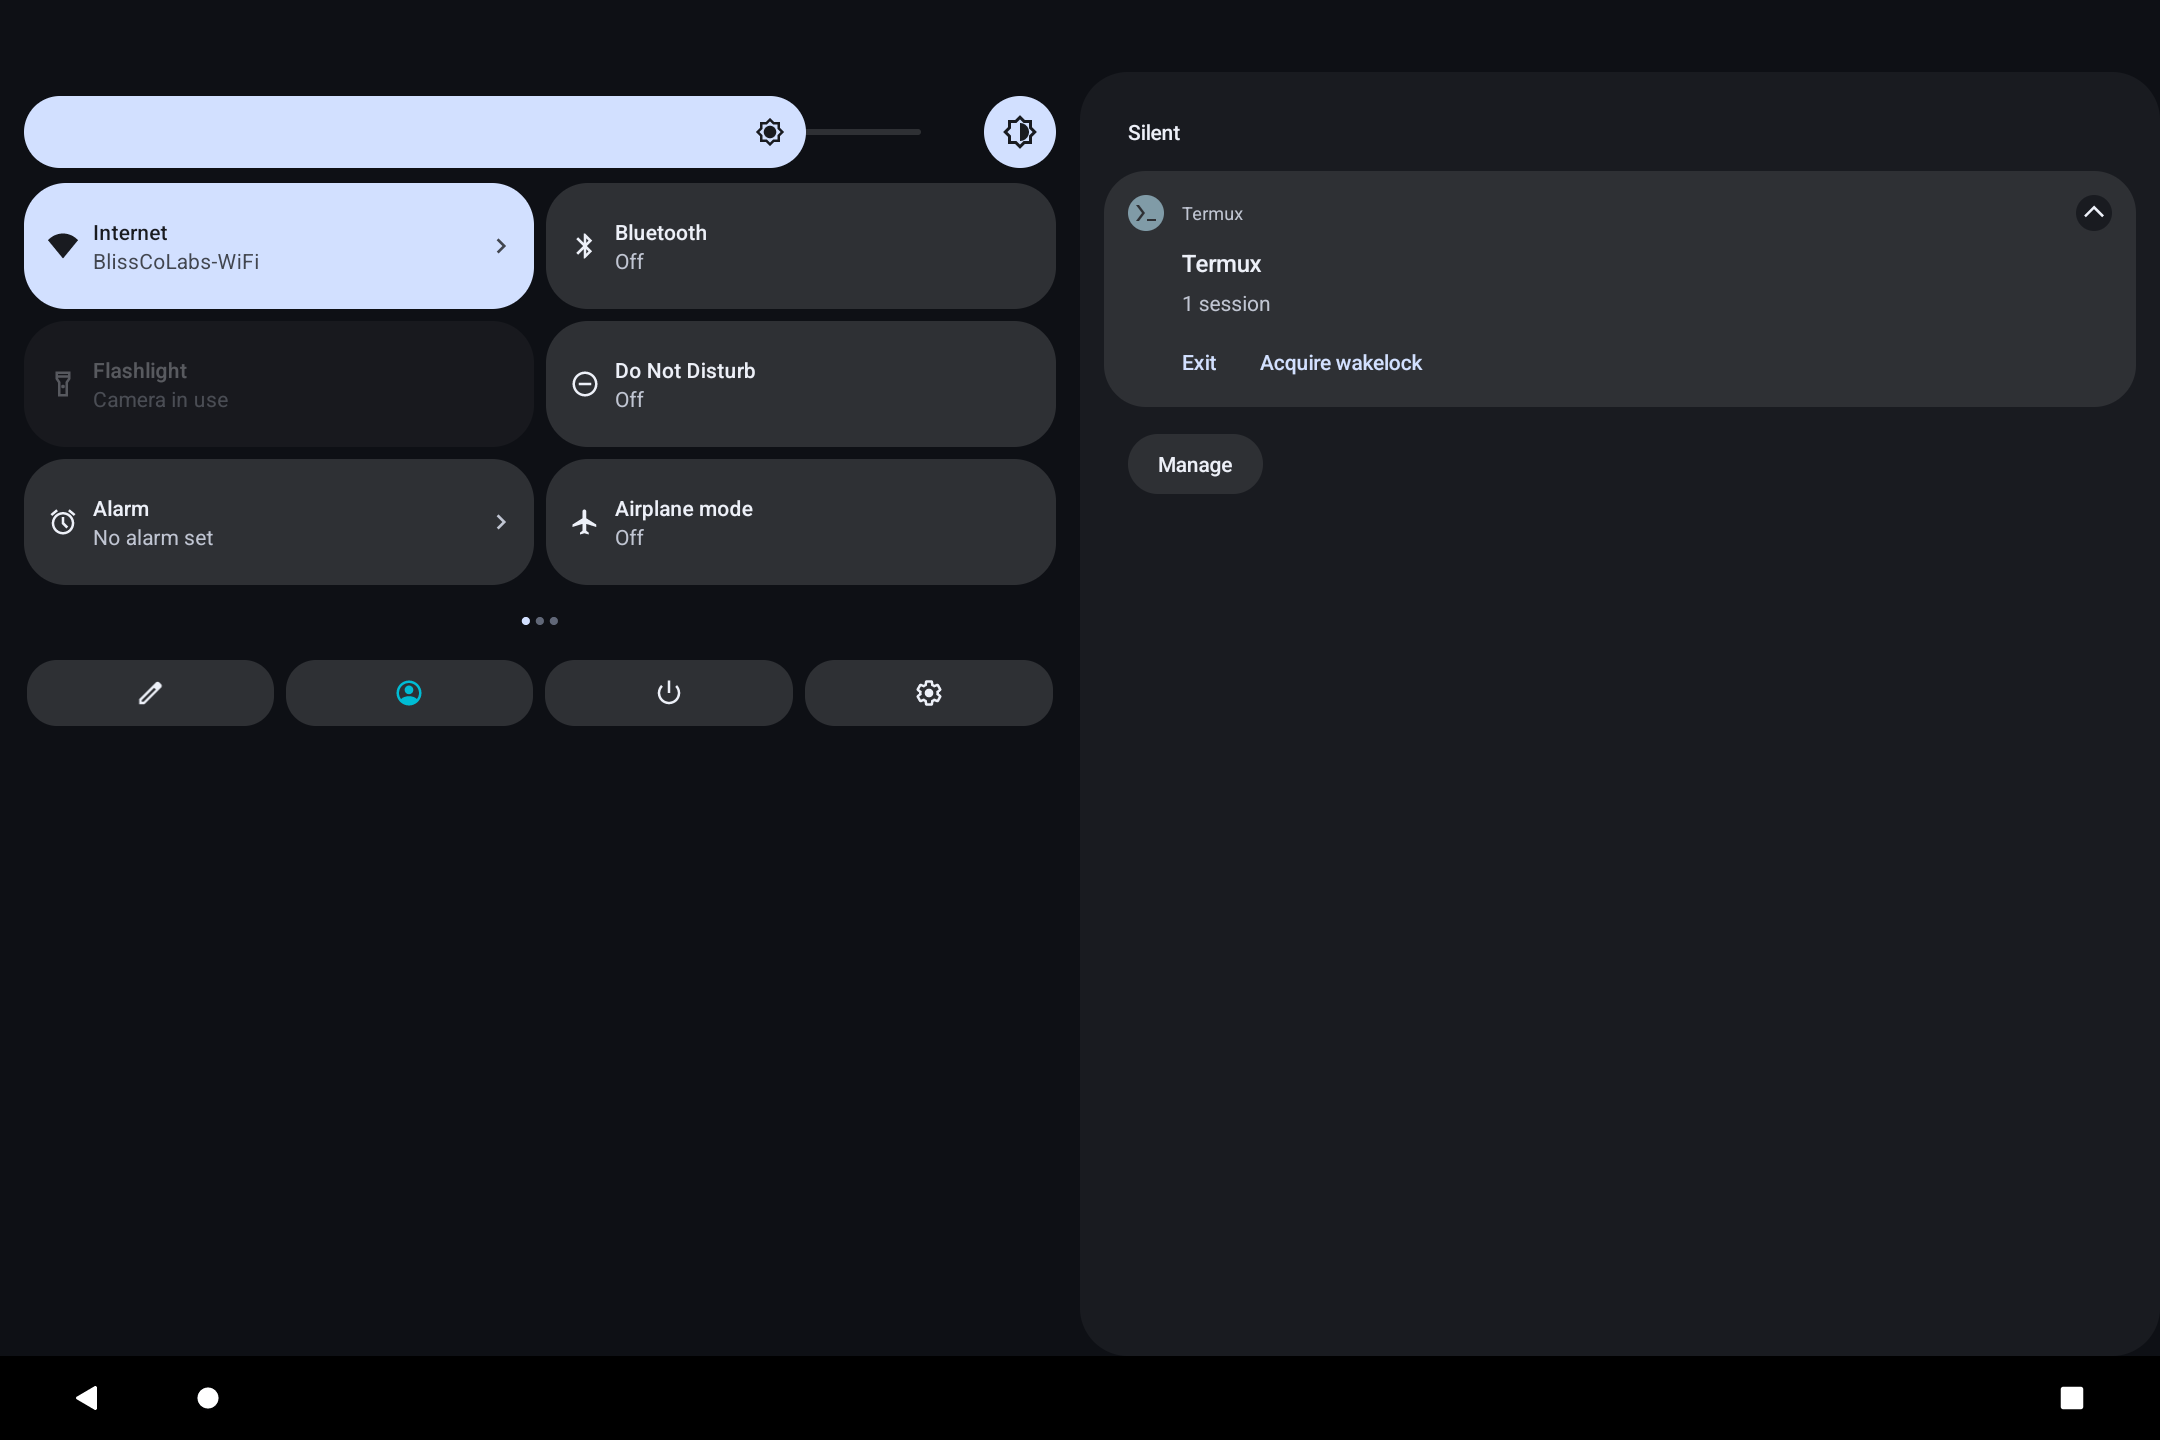 Internet
BlissCoLabs-WiFi
Bluetooth
Off
Flashlight
Camera in use
Do Not Disturb
Off
Alarm
No alarm set
Airplane mode
Off
Silent
Termux
Termux
1 session
Exit
Acquire wakelock
Manage